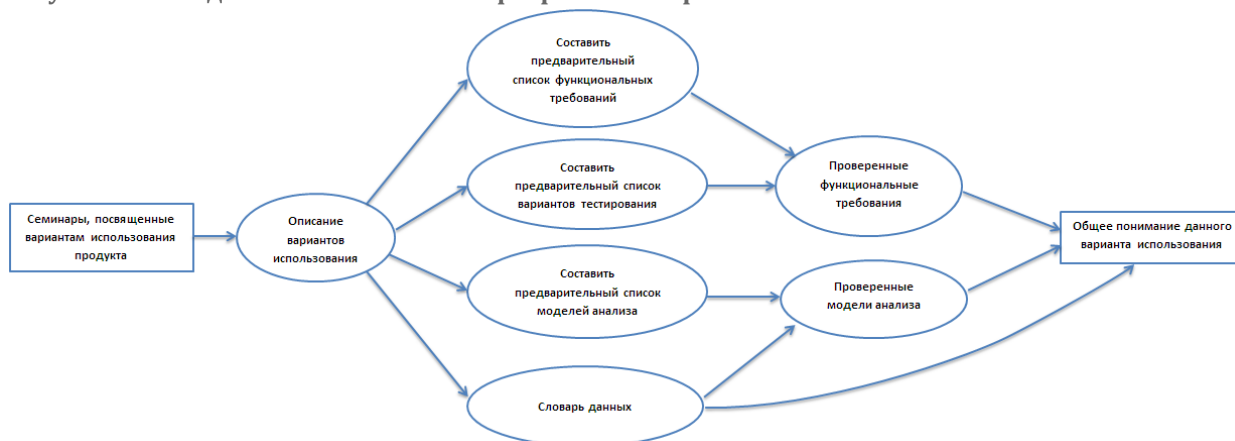 Составить
предварительный
список функциональных
требований
Составить
предварительный список
вариантов тестирования
Проверенные
функциональные
требования
Семинары, посвященные
вариантам использования
продукта
Описание
вариантов
использования
Общее понимание данного
варианта использования
Составить
предварительный список
моделей анализа
Проверенные
модели анализа
Словарь данных